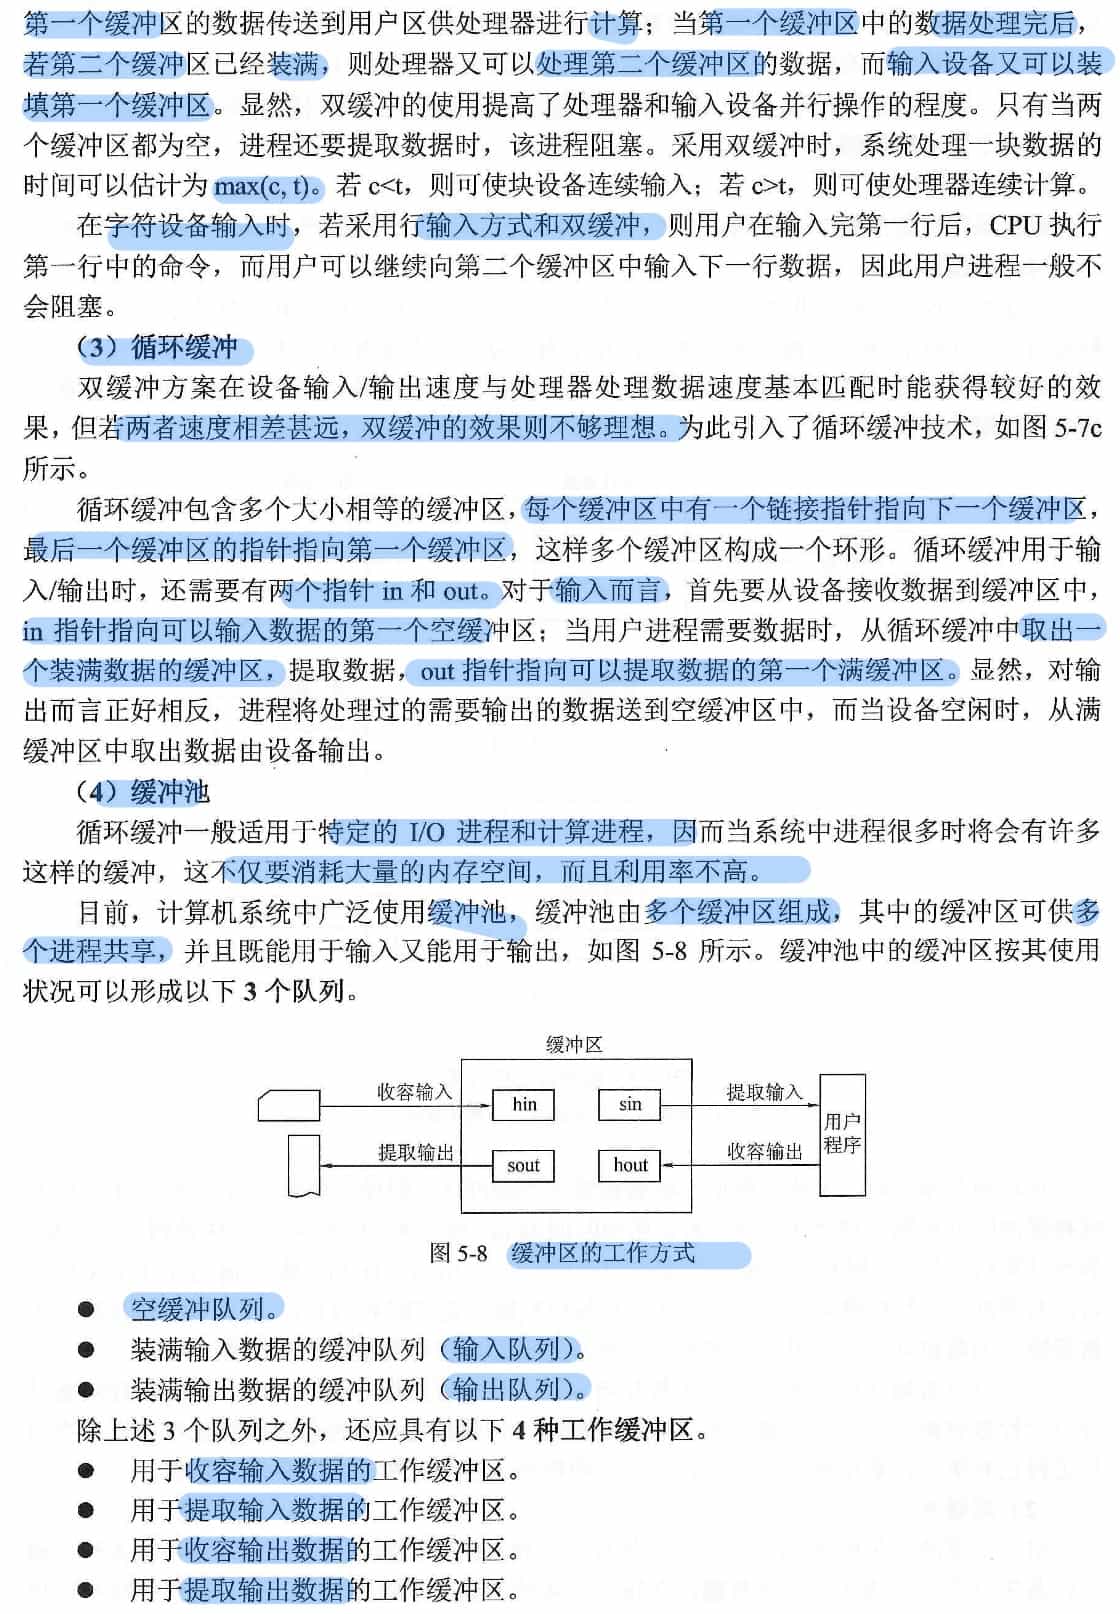 第一个缓冲区的数据传送到用户区供处理器进行计算；当第一个缓冲区中的数据处理完后，
若第二个缓冲区已经装满，则处理器又可以处理第二个缓冲区的数据，而输入设备又可以装
填第一个缓冲区。显然，双缓冲的使用提高了处理器和输入设备并行操作的程度。只有当两
个缓冲区都为空，进程还要提取数据时，该进程阻塞。采用双缓冲时，系统处理一块数据的
时间可以估计为 max(c, t)。若 c<t，则可使块设备连续输入；若 c>t，则可使处理器连续计算。
在字符设备输入时，若采用行输入方式和双缓冲，则用户在输入完第一行后，CPU 执行
第一行中的命令，而用户可以继续向第二个缓冲区中输入下一行数据，因此用户进程一般不
会阻塞。
（3）循环缓冲
双缓冲方案在设备输入/输出速度与处理器处理数据速度基本匹配时能获得较好的效
果，但若两者速度相差甚远，双缓冲的效果则不够理想。为此引入了循环缓冲技术，如图 5-7c
所示。
循环缓冲包含多个大小相等的缓冲区，每个缓冲区中有一个链接指针指向下一个缓冲区，
最后一个缓冲区的指针指向第一个缓冲区，这样多个缓冲区构成一个环形。循环缓冲用于输
入/输出时，还需要有两个指针 in 和 out。对于输入而言，首先要从设备接收数据到缓冲区中，
in 指针指向可以输入数据的第一个空缓冲区；当用户进程需要数据时，从循环缓冲中取出一
个装满数据的缓冲区，提取数据，out 指针指向可以提取数据的第一个满缓冲区。显然，对输
出而言正好相反，进程将处理过的需要输出的数据送到空缓冲区中，而当设备空闲时，从满
缓冲区中取出数据由设备输出。
（4）缓冲池
循环缓冲一般适用于特定的 I/O 进程和计算进程，因而当系统中进程很多时将会有许多
这样的缓冲，这不仅要消耗大量的内存空间，而且利用率不高。
目前，计算机系统中广泛使用缓冲池，缓冲池由多个缓冲区组成，其中的缓冲区可供多
个进程共享，并且既能用于输入又能用于输出，如图 5-8 所示。缓冲池中的缓冲区按其使用
状况可以形成以下 3 个队列。
缓冲区
收容输入
hin
sin
提取输入
用户
程序
提取输出
sout
hout
收容输出
图 5-8 缓冲区的工作方式
● 空缓冲队列。
● 装满输入数据的缓冲队列（输入队列）。
● 装满输出数据的缓冲队列（输出队列）。
除上述 3 个队列之外，还应具有以下 4 种工作缓冲区。
● 用于收容输入数据的工作缓冲区。
● 用于提取输入数据的工作缓冲区。
● 用于收容输出数据的工作缓冲区。
● 用于提取输出数据的工作缓冲区。